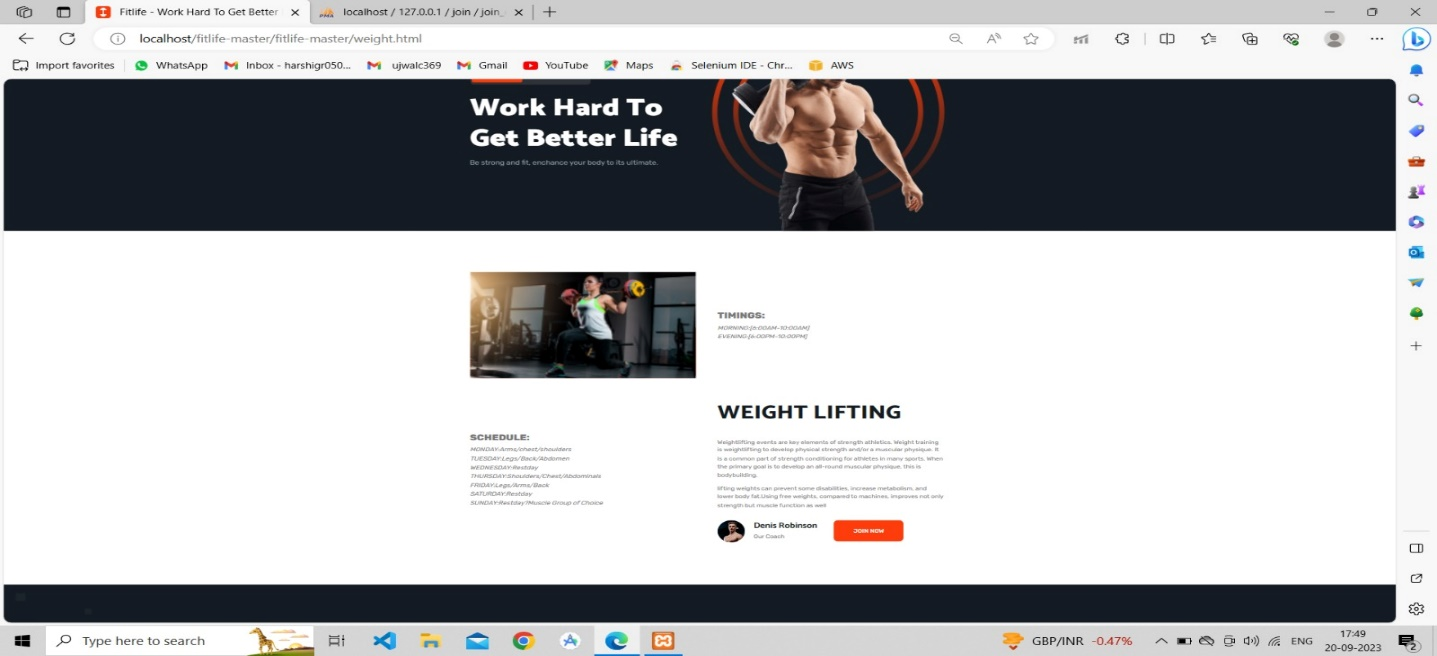 Fitlife - Work Hard To Get Better
localhost / 127.0.0.1 / join / join_
localhost/fitlife-master/fitlife-master/weight.html
Import favorites
WhatsApp
Inbox - harshigr050...
ujwalc369
Gmail
YouTube
Maps
Selenium IDE - Chr...
AWS
Work Hard To
Get Better Life
Be strong and fit, enchance your body to its ultimate.
TIMINGS:
MORNING:[6:00AM-10:00AM]
EVENING:[6-00PM-10:00PM]
WEIGHT LIFTING
Weightlifting events are key elements of strength athletics. Weight training
is weightlifting to develop physical strength and/or a muscular physique. It
is a common part of strength conditioning for athletes in many sports. When
the primary goal is to develop an all-round muscular physique, this is
bodybuilding.
lifting weights can prevent some disabilities, increase metabolism, and
lower body fat.Using free weights, compared to machines, improves not only
strength but muscle function as well
SCHEDULE:
MONDAY:Arms/chest/shoulders
TUESDAY:Legs/Back/Abdomen
WEDNESDAY:Restday
THURSDAY:Shoulders/Chest/Abdominals
FRIDAY:Legs/Arms/Back
SATURDAY:Restday
SUNDAY:Restday?Muscle Group of Choice
Denis Robinson
Our Coach
JOIN NOW
Type here to search
GBP/INR -0.47%
ENG
17:49
20-09-2023
2